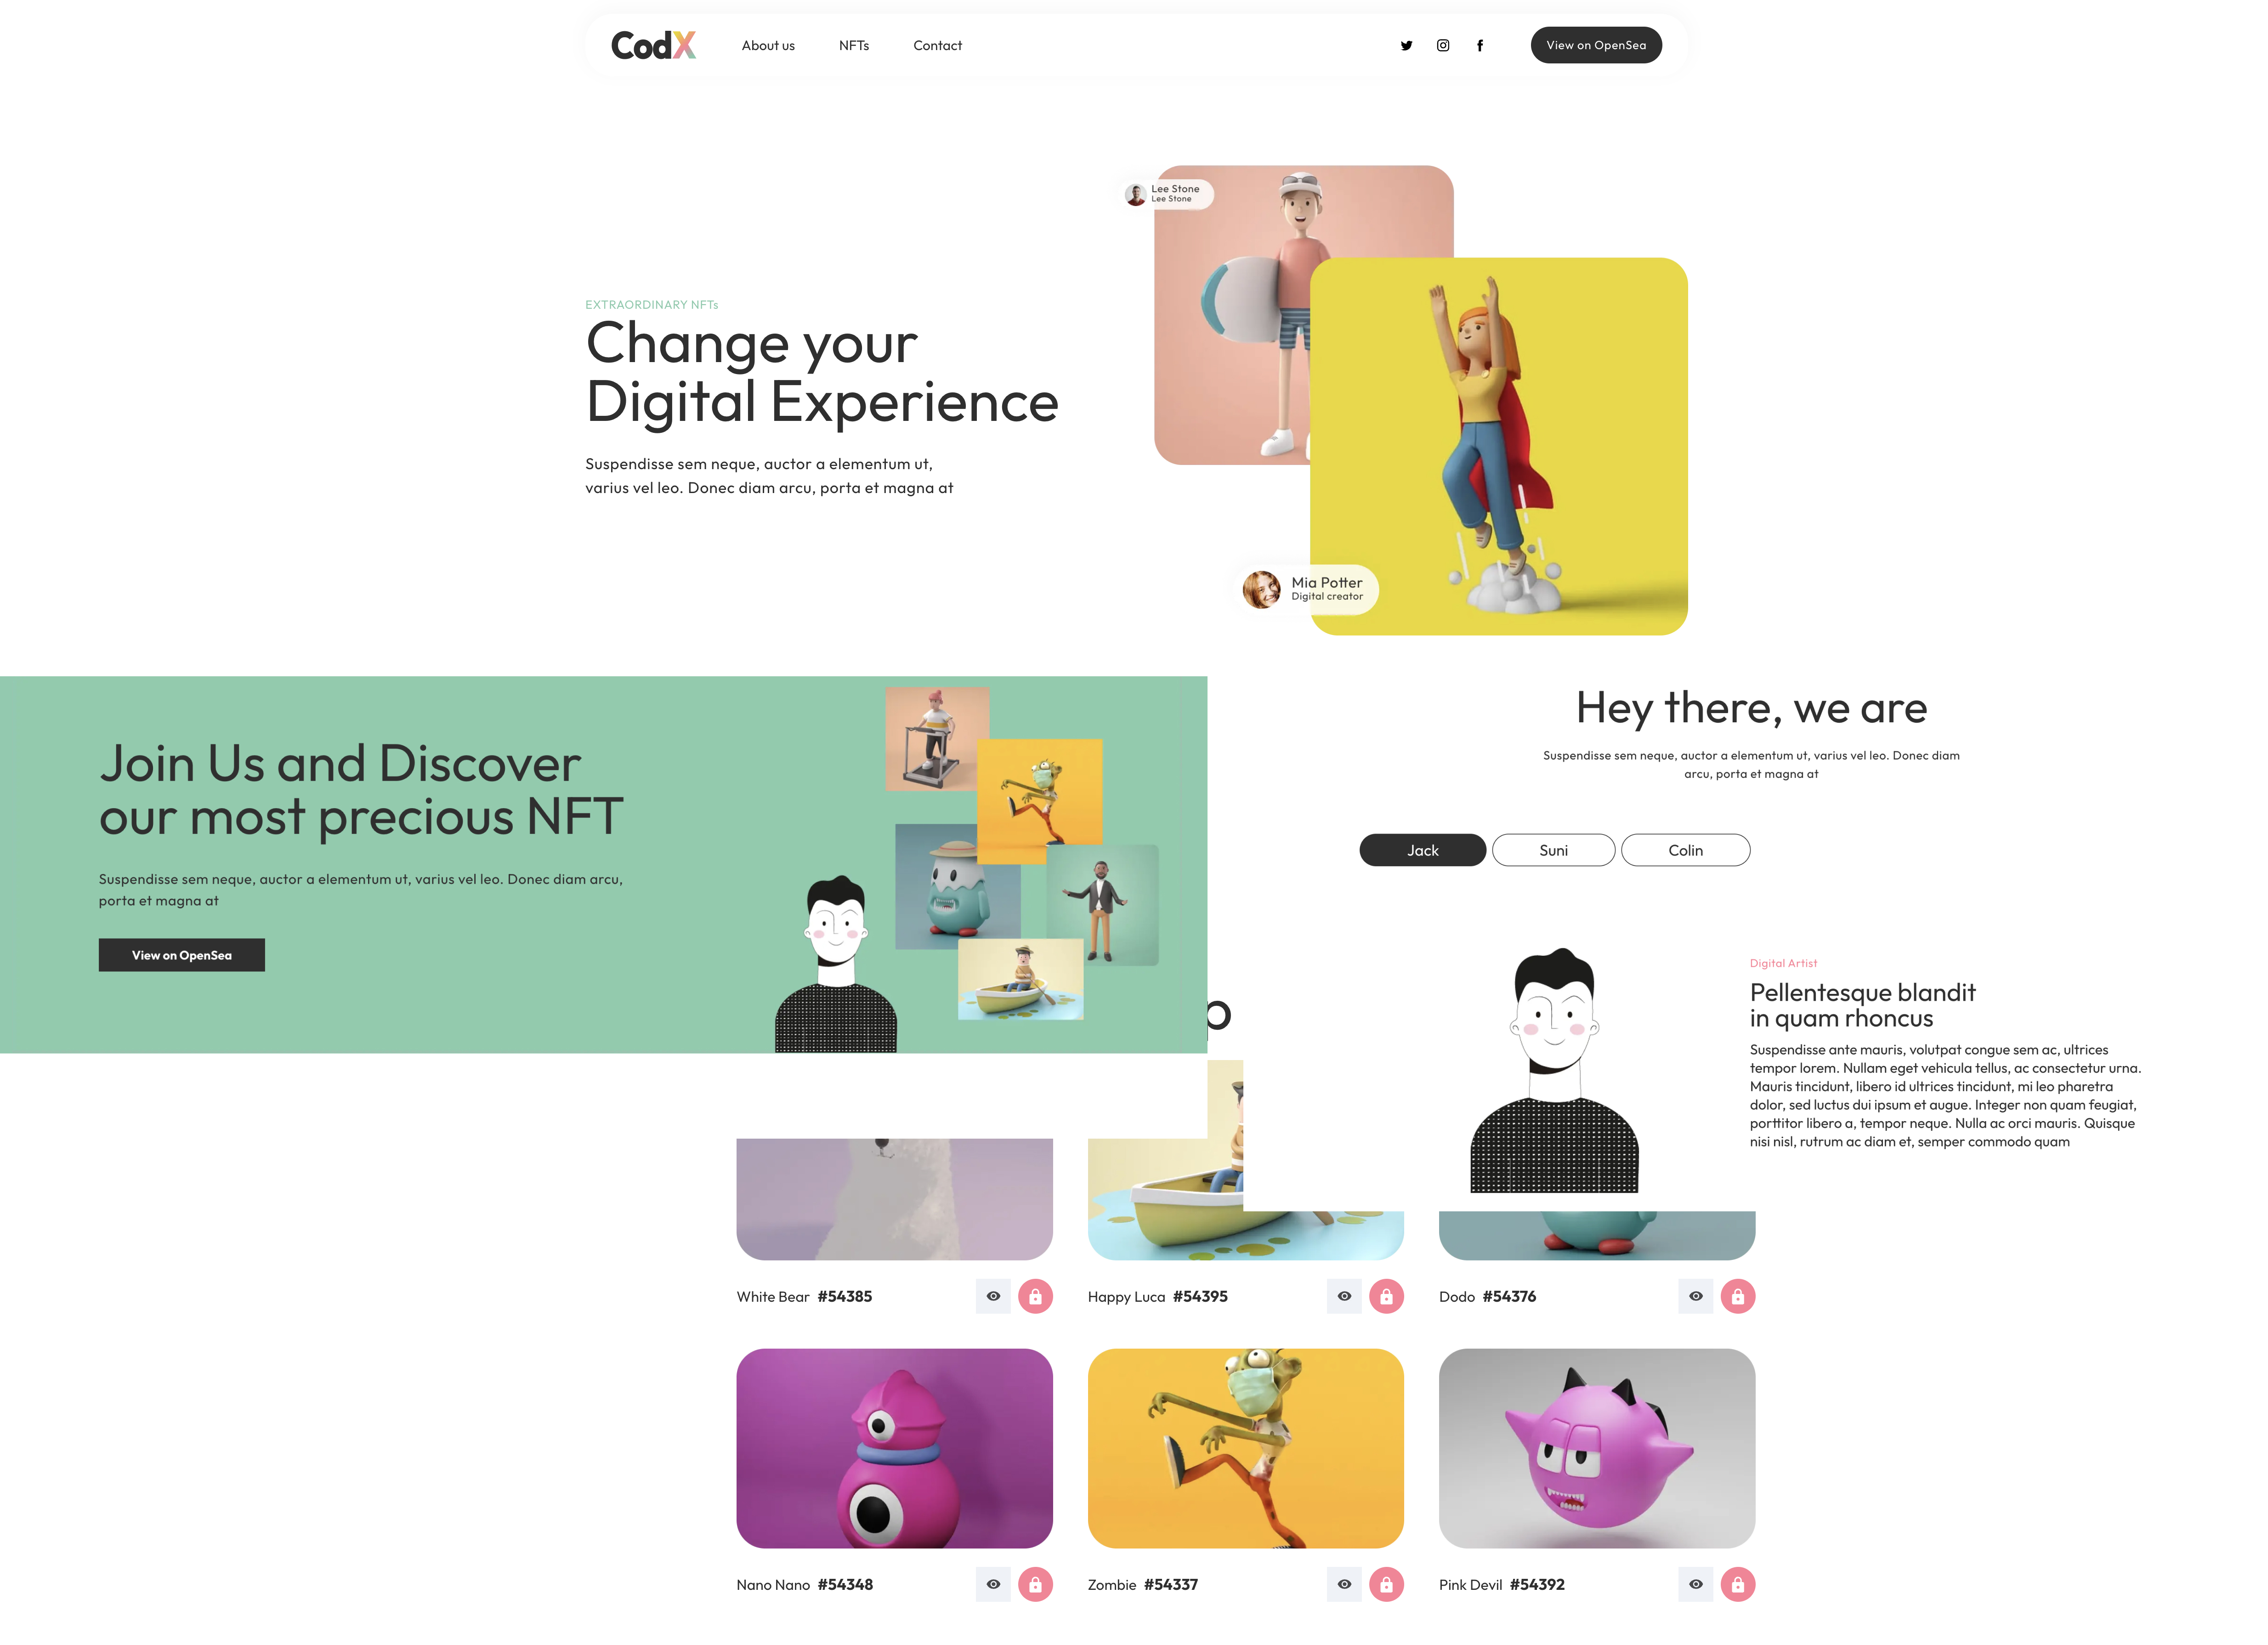 CodX
About us
NFTs
Contact
View on OpenSea
Lee Stone
Lee Stone
EXTRAORDINARY NFTs
Change your
Digital Experience
Suspendisse sem neque, auctor a elementum ut,
varius vel leo. Donec diam arcu, porta et magna at
Mia Potter
Digital creator
Join Us and Discover
our most precious NFT
Suspendisse sem neque, auctor a elementum ut, varius vel leo. Donec diam arcu,
porta et magna at
View on OpenSea
Hey there, we are
Suspendisse sem neque, auctor a elementum ut, varius vel leo. Donec diam
arcu, porta et magna at
Jack
Suni
Colin
Digital Artist
Pellentesque blandit
in quam rhoncus
Suspendisse ante mauris, volutpat congue sem ac, ultrices
tempor lorem. Nullam eget vehicula tellus, ac consectetur urna.
Mauris tincidunt, libero id ultrices tincidunt, mi leo pharetra
dolor, sed luctus dui ipsum et augue. Integer non quam feugiat,
porttitor libero a, tempor neque. Nulla ac orci mauris. Quisque
nisi nisl, rutrum ac diam et, semper commodo quam
White Bear #54385
Happy Luca #54395
Dodo #54376
Nano Nano #54348
Zombie #54337
Pink Devil #54392